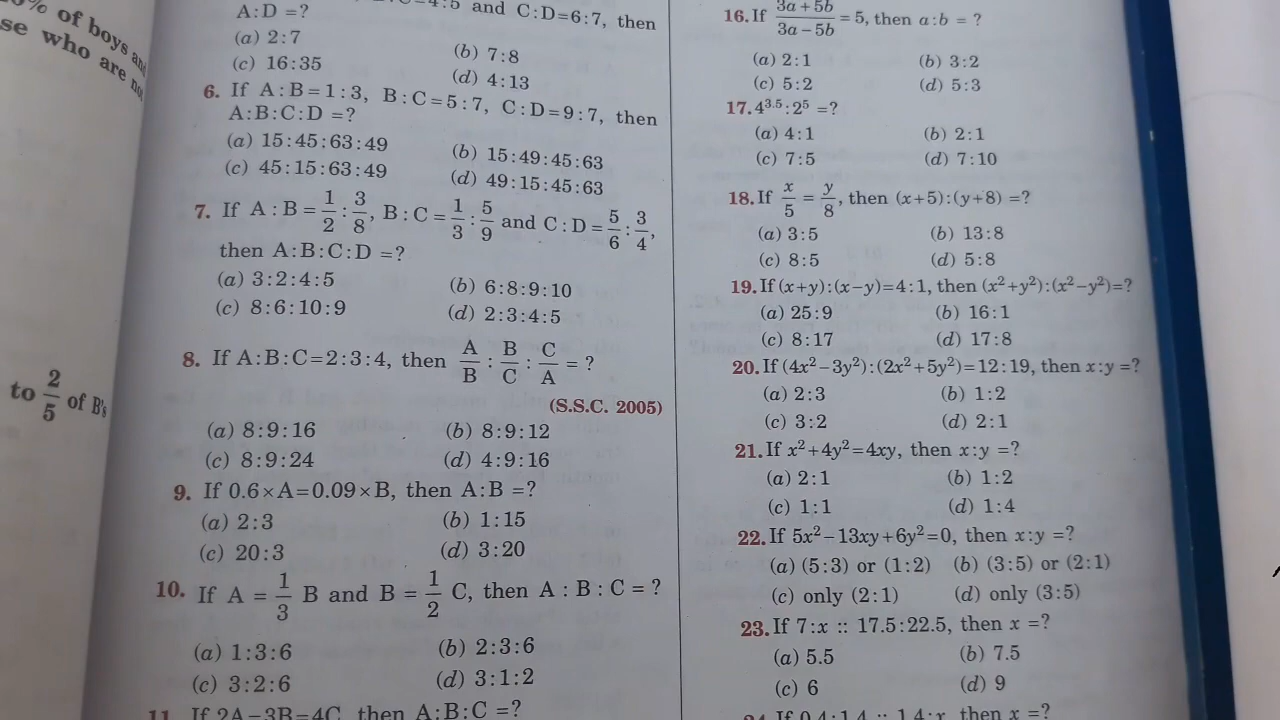 % of boys and
se who are not
to 2/5 of B's
4:5 and C:D=6:7, then
A:D =?
(a) 2:7
(b) 7:8
(c) 16:35
(d) 4:13
6. If A:B=1:3, B:C=5:7, C:D=9:7, then
A:B:C:D =?
(a) 15:45:63:49
(b) 15:49:45:63
(c) 45:15:63:49
(d) 49:15:45:63
7. If A:B=1/2:3/8, B:C=1/3:5/9 and C:D=5/6:3/4,
then A:B:C:D =?
(a) 3:2:4:5
(b) 6:8:9:10
(c) 8:6:10:9
(d) 2:3:4:5
8. If A:B:C=2:3:4, then A/B : B/C : C/A = ?
(S.S.C. 2005)
(a) 8:9:16
(b) 8:9:12
(c) 8:9:24
(d) 4:9:16
9. If 0.6×A=0.09×B, then A:B =?
(a) 2:3
(b) 1:15
(c) 20:3
(d) 3:20
10. If A = 1/3 B and B = 1/2 C, then A : B : C = ?
(a) 1:3:6
(b) 2:3:6
(c) 3:2:6
(d) 3:1:2
11. If 2A=3B=4C, then A:B:C =?
16. If (3a+5b)/(3a−5b) = 5, then a:b = ?
(a) 2:1
(b) 3:2
(c) 5:2
(d) 5:3
17. 4^3.5:2^5 =?
(a) 4:1
(b) 2:1
(c) 7:5
(d) 7:10
18. If x/5 = y/8, then (x+5):(y+8) =?
(a) 3:5
(b) 13:8
(c) 8:5
(d) 5:8
19. If (x+y):(x−y)=4:1, then (x²+y²):(x²−y²)=?
(a) 25:9
(b) 16:1
(c) 8:17
(d) 17:8
20. If (4x²−3y²):(2x²+5y²)=12:19, then x:y =?
(a) 2:3
(b) 1:2
(c) 3:2
(d) 2:1
21. If x²+4y²=4xy, then x:y =?
(a) 2:1
(b) 1:2
(c) 1:1
(d) 1:4
22. If 5x²−13xy+6y²=0, then x:y =?
(a) (5:3) or (1:2)
(b) (3:5) or (2:1)
(c) only (2:1)
(d) only (3:5)
23. If 7:x :: 17.5:22.5, then x =?
(a) 5.5
(b) 7.5
(c) 6
(d) 9
24. If 0.4:1.4 :: 1.4:x, then x =?